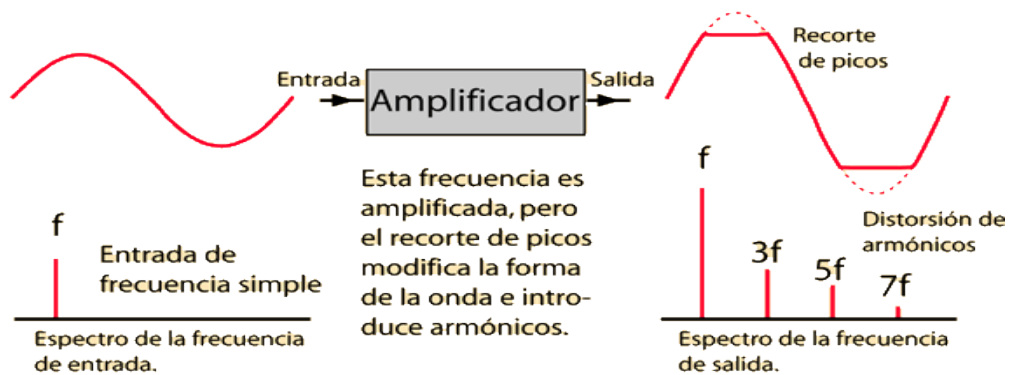 Entrada
Amplificador
Salida
Recorte
de picos
Esta frecuencia es
amplificada, pero
el recorte de picos
modifica la forma
de la onda e intro-
duce armónicos.
f
Entrada de
frecuencia simple
Espectro de la frecuencia
de entrada.
f
3f
5f
7f
Distorsión de
armónicos
Espectro de la frecuencia
de salida.